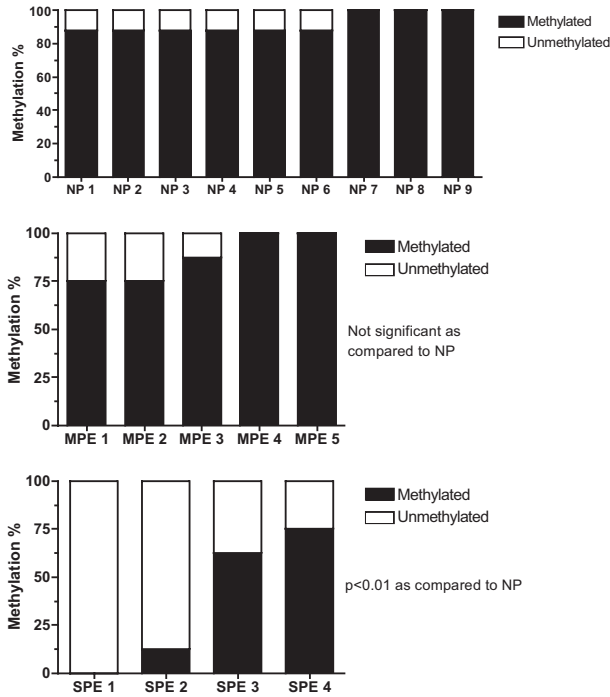 Methylation %
100
80
60
40
20
0
NP 1 NP 2 NP 3 NP 4 NP 5 NP 6 NP 7 NP 8 NP 9
Methylated
Unmethylated
Methylation %
100
75
50
25
0
MPE 1 MPE 2 MPE 3 MPE 4 MPE 5
Methylated
Unmethylated
Not significant as
compared to NP
Methylation %
100
75
50
25
0
SPE 1 SPE 2 SPE 3 SPE 4
Methylated
Unmethylated
p<0.01 as compared to NP